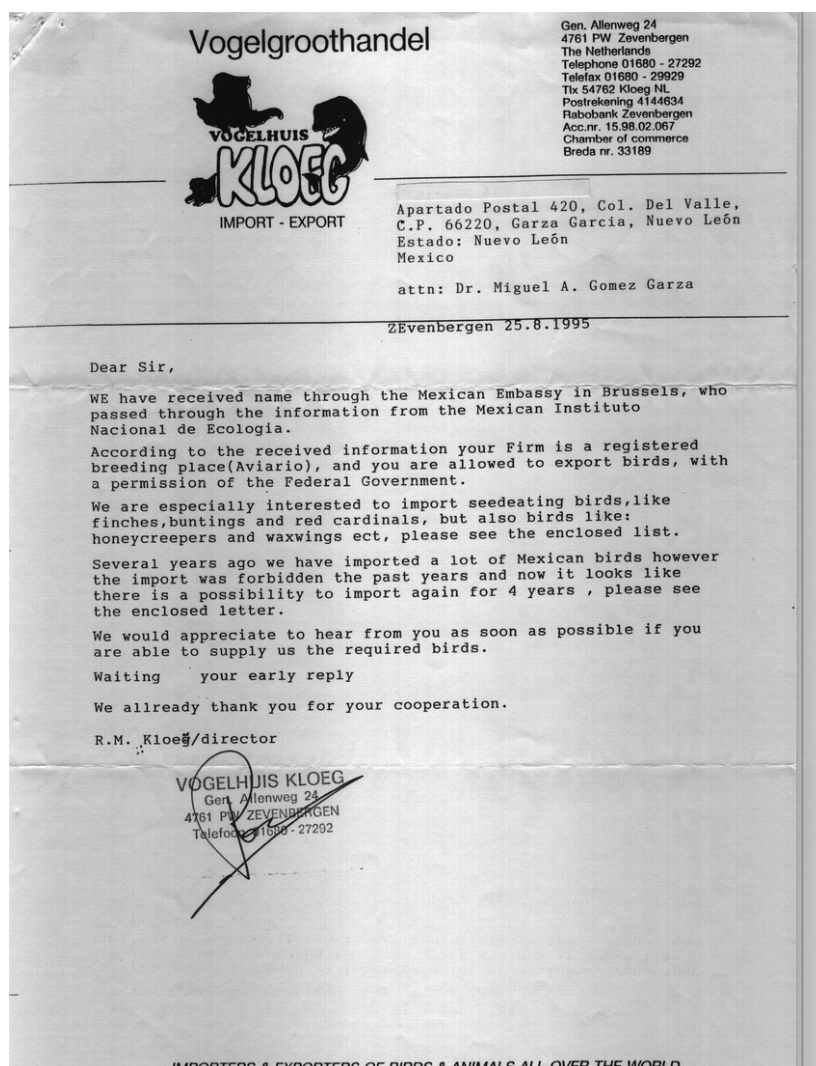 Vogelgroothandel
Gen. Allenweg 24
4761 PW Zevenbergen
The Netherlands
Telephone 01680 - 27292
Telefax 01680 - 29929
Tlx 54762 Kloeg NL
Postrekening 4144634
Rabobank Zevenbergen
Acc.nr. 15.98.02.067
Chamber of commerce
Breda nr. 33189
VOGELHUIS
KLOEG
IMPORT - EXPORT
Apartado Postal 420, Col. Del Valle,
C.P. 66220, Garza Garcia, Nuevo León
Estado: Nuevo León
Mexico
attn: Dr. Miguel A. Gomez Garza
ZEvenbergen 25.8.1995
Dear Sir,
WE have received name through the Mexican Embassy in Brussels, who
passed through the information from the Mexican Instituto
Nacional de Ecologia.
According to the received information your Firm is a registered
breeding place(Aviario), and you are allowed to export birds, with
a permission of the Federal Government.
We are especially interested to import seedeating birds,like
finches,buntings and red cardinals, but also birds like:
honeycreepers and waxwings ect, please see the enclosed list.
Several years ago we have imported a lot of Mexican birds however
the import was forbidden the past years and now it looks like
there is a possibility to import again for 4 years , please see
the enclosed letter.
We would appreciate to hear from you as soon as possible if you
are able to supply us the required birds.
Waiting your early reply
We allready thank you for your cooperation.
R.M. Kloeg/director
VOGELHUIS KLOEG
Gen. Allenweg 24
4761 PW ZEVENBERGEN
Telefoon 01680 - 27292
IMPORTERS & EXPORTERS OF BIRDS & ANIMALS ALL OVER THE WORLD